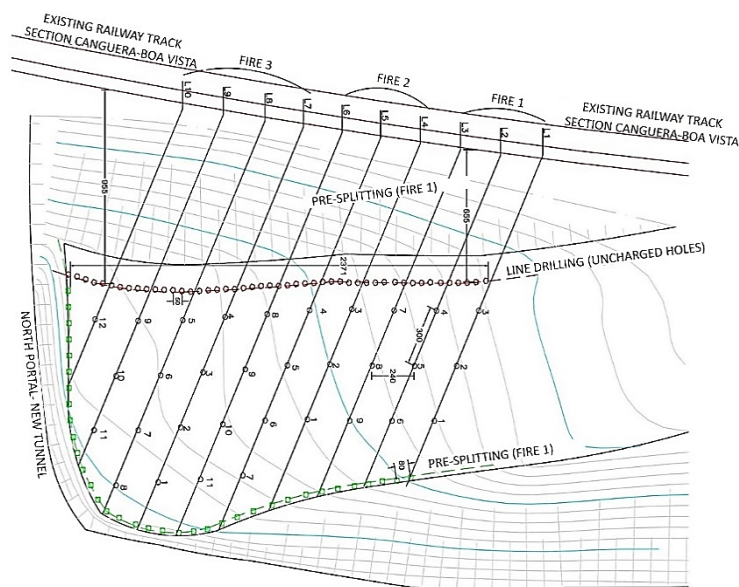 EXISTING RAILWAY TRACK
SECTION CANGUERA-BOA VISTA
FIRE 3
FIRE 2
FIRE 1
EXISTING RAILWAY TRACK
SECTION CANGUERA-BOA VISTA
L10
L9
L8
L7
L6
L5
L4
L3
L2
L1
PRE-SPLITTING (FIRE 1)
2371
LINE DRILLING (UNCHARGED HOLES)
NORTH PORTAL- NEW TUNNEL
12
9
5
4
8
4
3
7
4
3
300
10
6
3
9
5
2
8
5
2
240
11
7
2
10
6
1
9
6
1
8
1
11
7
80
PRE-SPLITTING (FIRE 1)